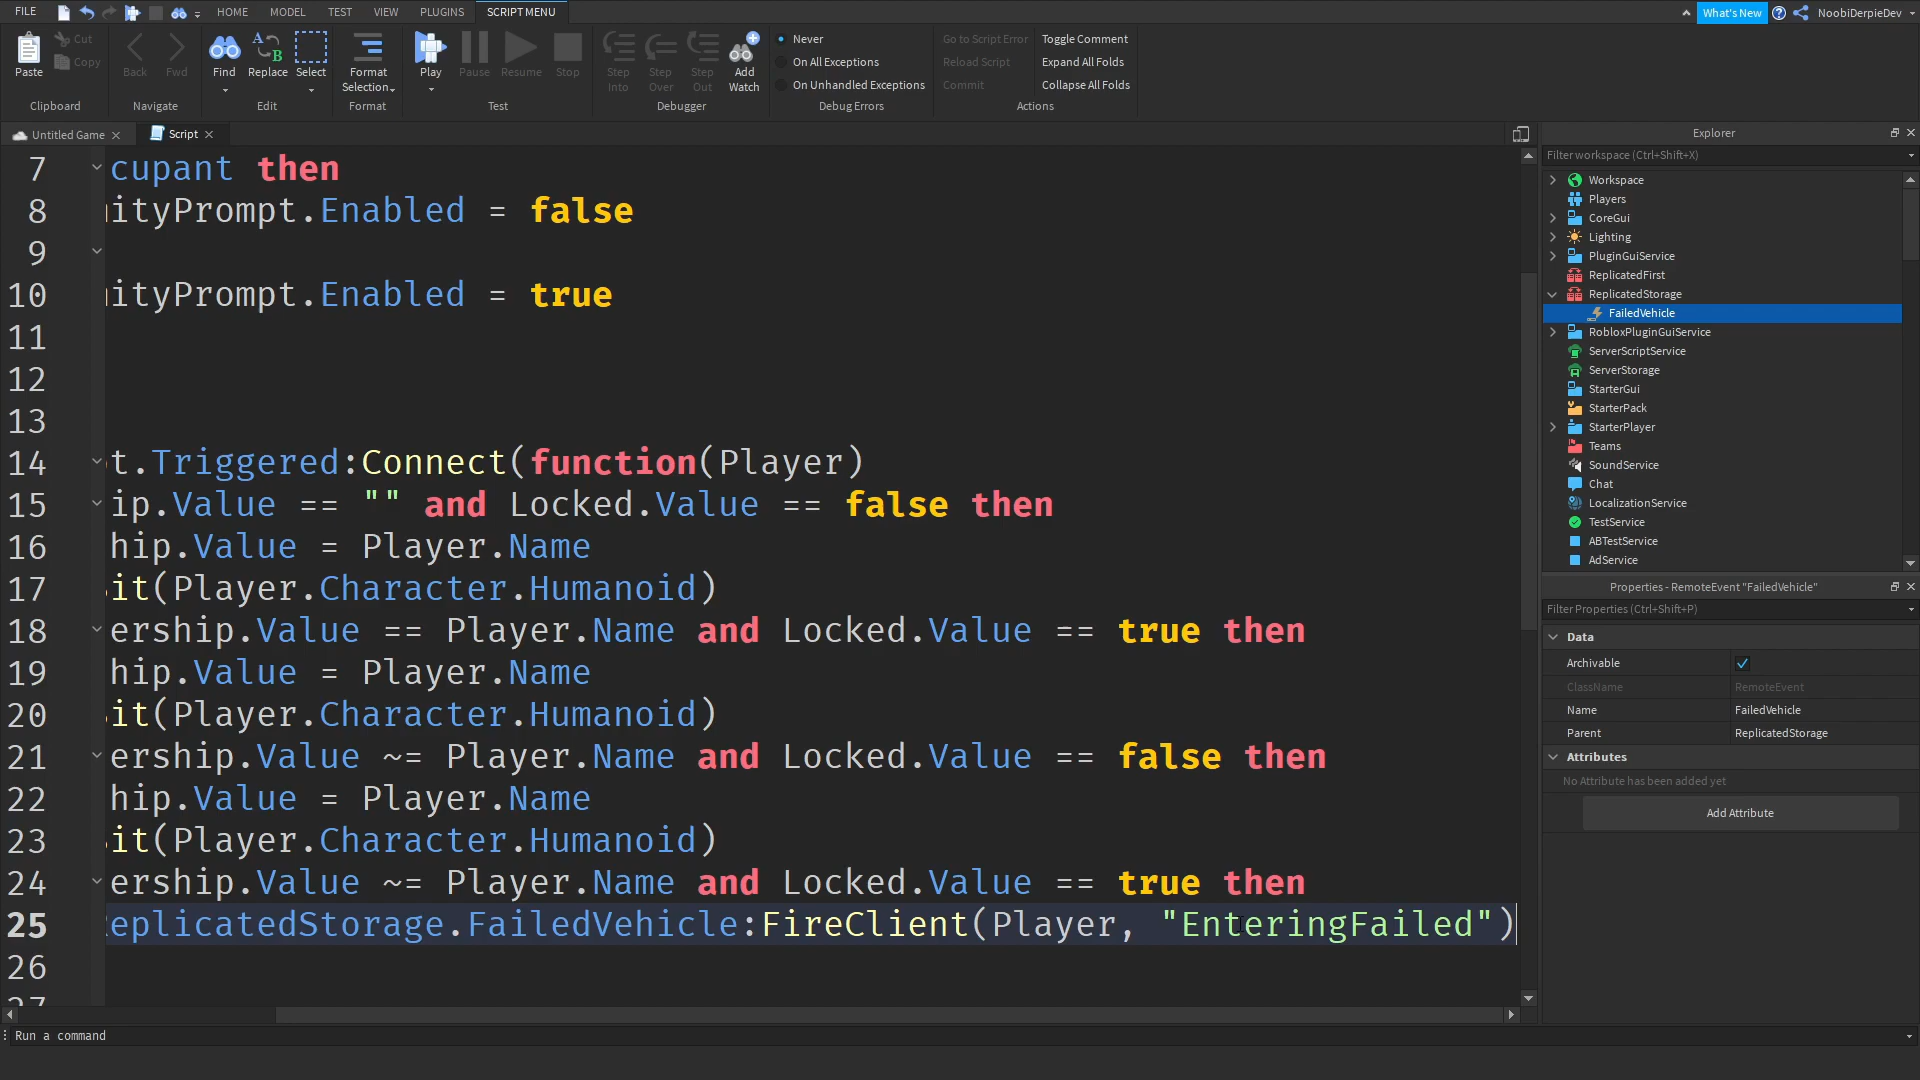 FILE HOME MODEL TEST VIEW PLUGINS SCRIPT MENU What's New NoobiDerpieDev
Paste Cut Copy Clipboard
Back Fwd Navigate
Find Replace Select Edit
Format Selection Format
Play Pause Resume Stop Test
Step Into Step Over Step Out Add Watch Debugger
Never
On All Exceptions
On Unhandled Exceptions
Debug Errors
Go to Script Error
Reload Script
Commit
Toggle Comment
Expand All Folds
Collapse All Folds
Actions
Untitled Game Script
7 cupant then
8 ityPrompt.Enabled = false
9
10 ityPrompt.Enabled = true
11
12
13
14 t.Triggered:Connect(function(Player)
15 ip.Value == "" and Locked.Value == false then
16 hip.Value = Player.Name
17 it(Player.Character.Humanoid)
18 ership.Value == Player.Name and Locked.Value == true then
19 hip.Value = Player.Name
20 it(Player.Character.Humanoid)
21 ership.Value ~= Player.Name and Locked.Value == false then
22 hip.Value = Player.Name
23 it(Player.Character.Humanoid)
24 ership.Value ~= Player.Name and Locked.Value == true then
25 eplicatedStorage.FailedVehicle:FireClient(Player, "EnteringFailed")
26
27
Run a command
Explorer
Filter workspace (Ctrl+Shift+X)
Workspace
Players
CoreGui
Lighting
PluginGuiService
ReplicatedFirst
ReplicatedStorage
FailedVehicle
RobloxPluginGuiService
ServerScriptService
ServerStorage
StarterGui
StarterPack
StarterPlayer
Teams
SoundService
Chat
LocalizationService
TestService
ABTestService
AdService
Properties - RemoteEvent "FailedVehicle"
Filter Properties (Ctrl+Shift+P)
Data
Archivable
ClassName RemoteEvent
Name FailedVehicle
Parent ReplicatedStorage
Attributes
No Attribute has been added yet
Add Attribute